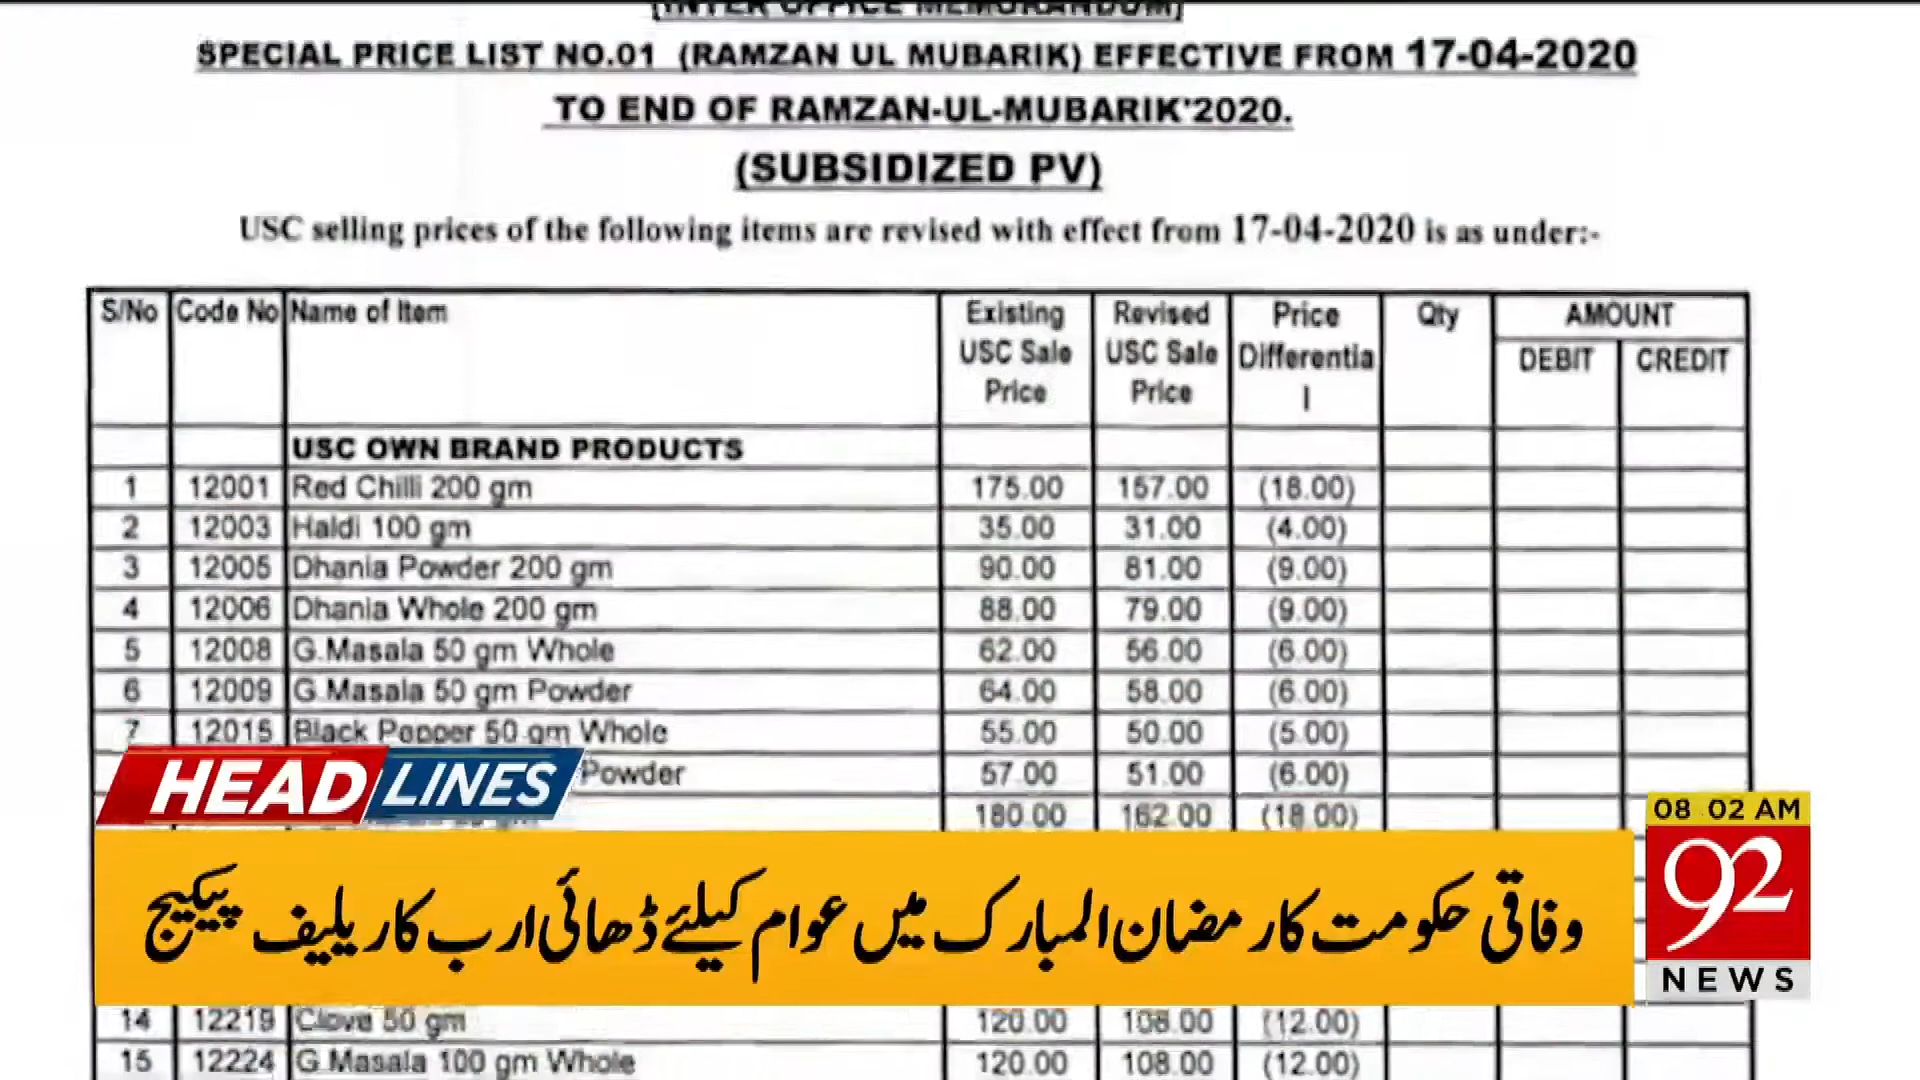 [INTER OFFICE MEMORANDUM]
SPECIAL PRICE LIST NO.01 (RAMZAN UL MUBARIK) EFFECTIVE FROM 17-04-2020
TO END OF RAMZAN-UL-MUBARIK'2020.
(SUBSIDIZED PV)
USC selling prices of the following items are revised with effect from 17-04-2020 is as under:-
S/No Code No Name of Item Existing USC Sale Price Revised USC Sale Price Price Differential Qty AMOUNT DEBIT CREDIT
USC OWN BRAND PRODUCTS
1 12001 Red Chilli 200 gm 175.00 157.00 (18.00)
2 12003 Haldi 100 gm 35.00 31.00 (4.00)
3 12005 Dhania Powder 200 gm 90.00 81.00 (9.00)
4 12006 Dhania Whole 200 gm 88.00 79.00 (9.00)
5 12008 G.Masala 50 gm Whole 62.00 56.00 (6.00)
6 12009 G.Masala 50 gm Powder 64.00 58.00 (6.00)
7 12015 Black Pepper 50 gm Whole 55.00 50.00 (5.00)
Powder 57.00 51.00 (6.00)
180.00 162.00 (18.00)
HEADLINES
08 02 AM
92
NEWS
وفاقی حکومت کا رمضان المبارک میں عوام کیلئے ڈھائی ارب کا ریلیف پیکیج
14 12219 Clove 50 gm 120.00 108.00 (12.00)
15 12224 G.Masala 100 gm Whole 120.00 108.00 (12.00)